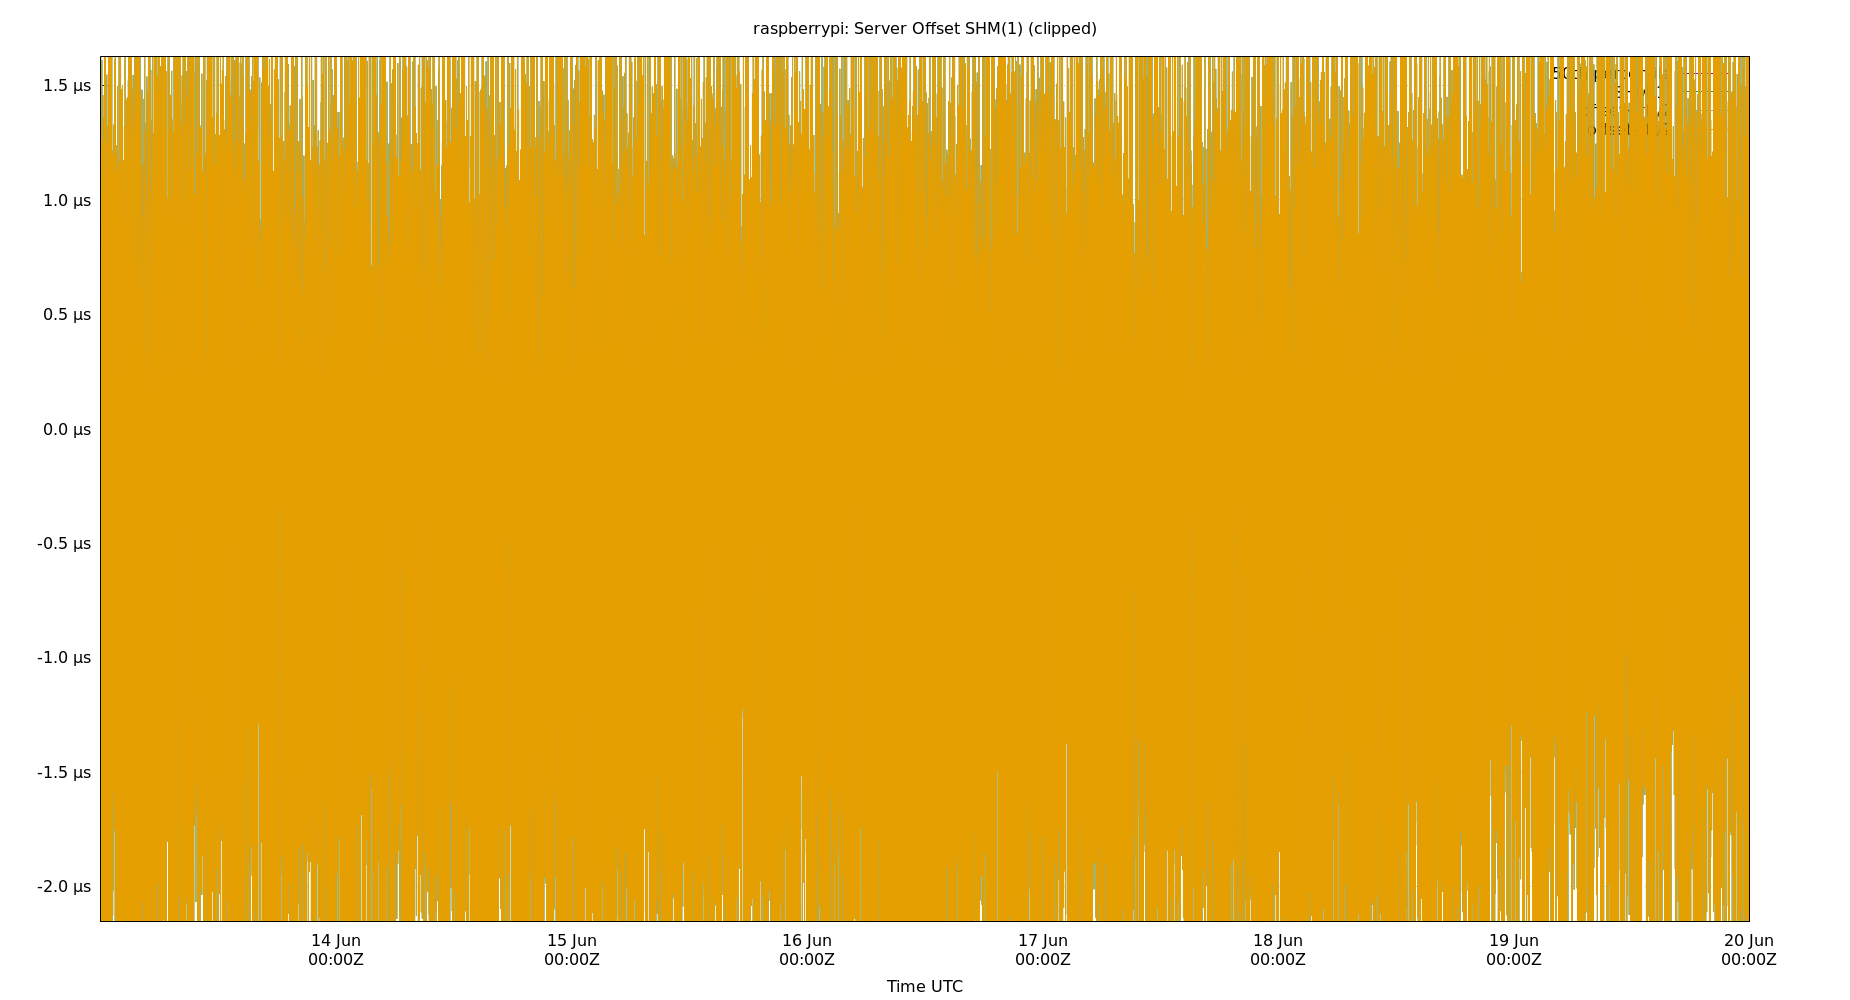 raspberrypi: Server Offset SHM(1) (clipped)
1.5 µs
1.0 µs
0.5 µs
0.0 µs
-0.5 µs
-1.0 µs
-1.5 µs
-2.0 µs
14 Jun 15 Jun 16 Jun 17 Jun 18 Jun 19 Jun 20 Jun
00:00Z 00:00Z 00:00Z 00:00Z 00:00Z 00:00Z 00:00Z
Time UTC